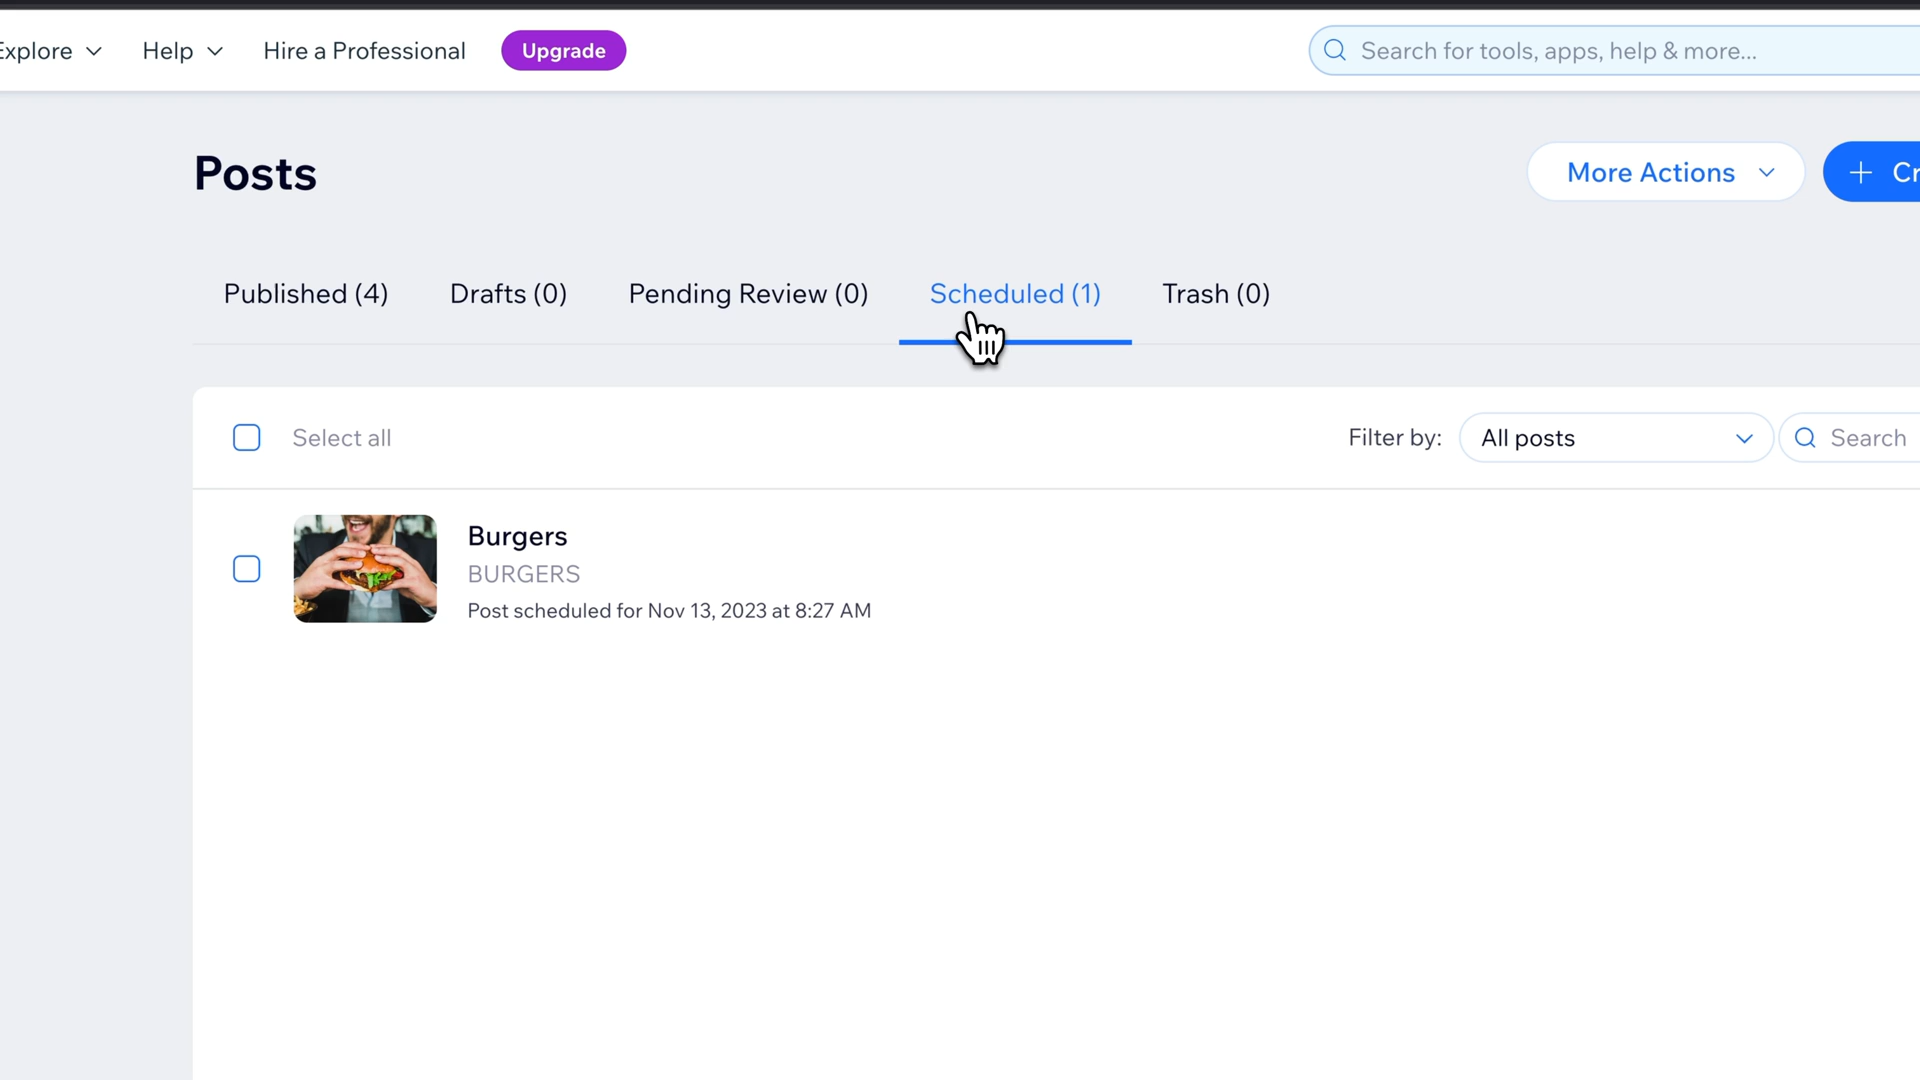 Explore Help Hire a Professional Upgrade Search for tools, apps, help & more...
Posts More Actions
Published (4) Drafts (0) Pending Review (0) Scheduled (1) Trash (0)
Select all Filter by: All posts Search
Burgers
BURGERS
Post scheduled for Nov 13, 2023 at 8:27 AM